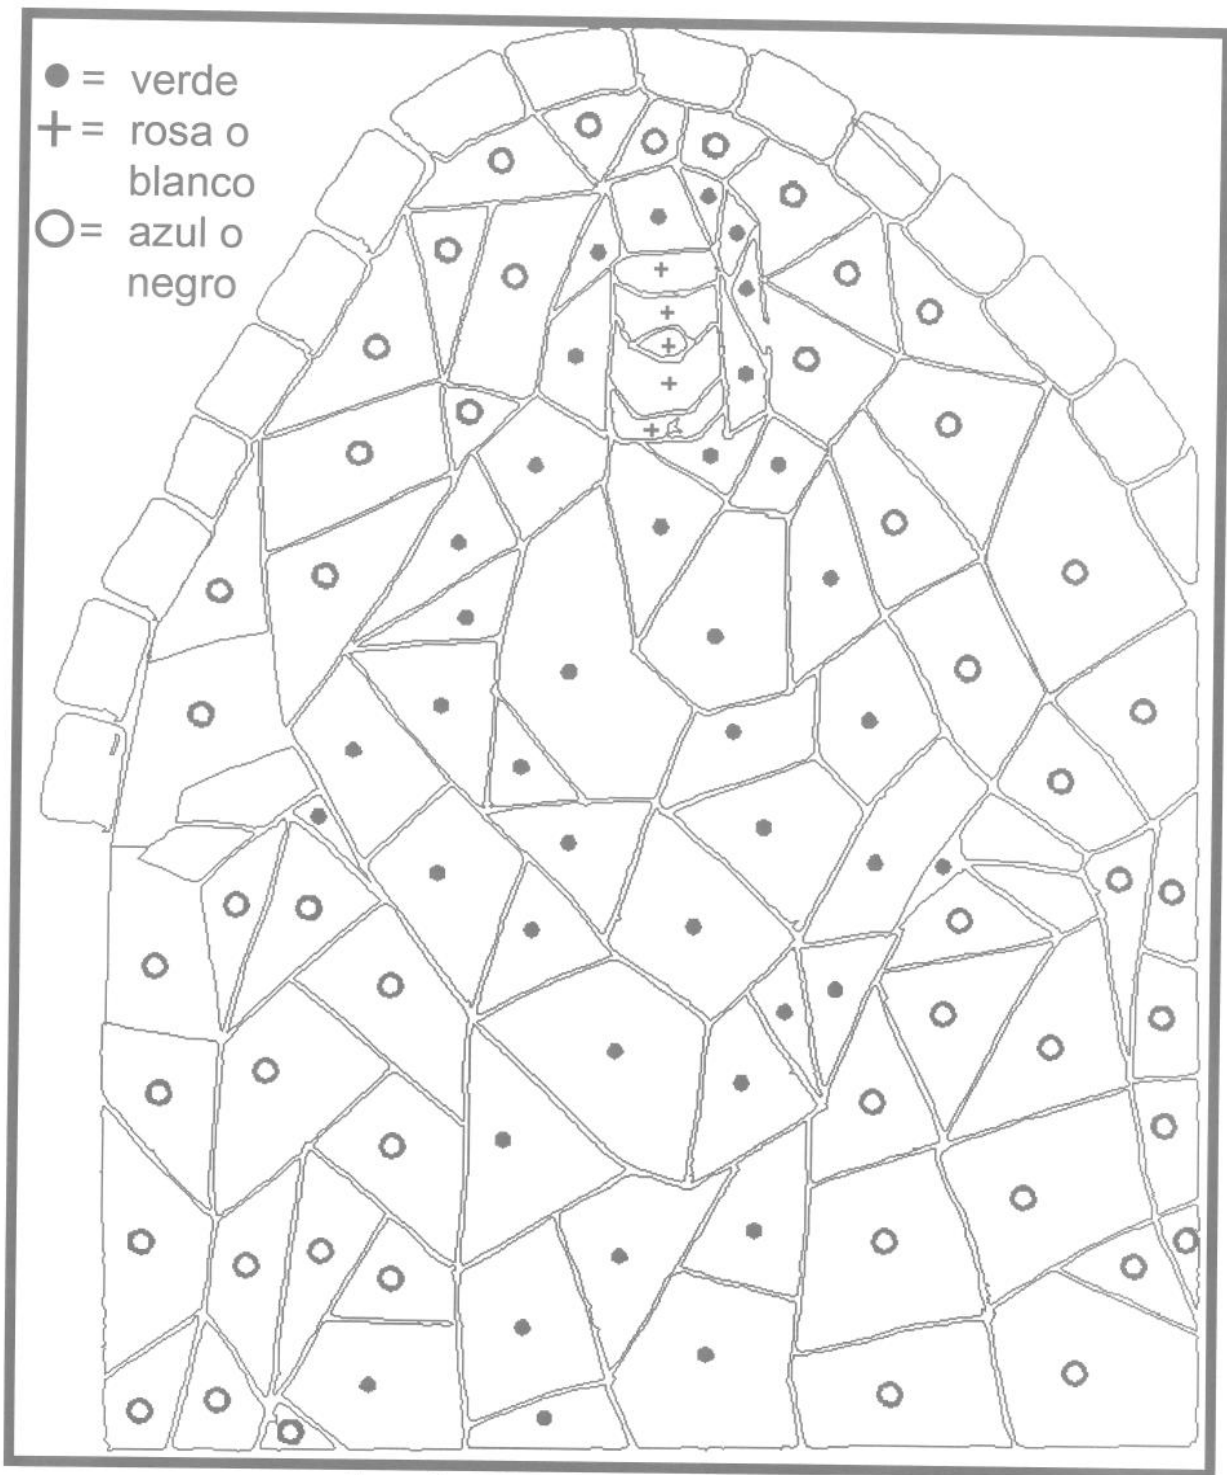 ● = verde
+ = rosa o
blanco
○ = azul o
negro